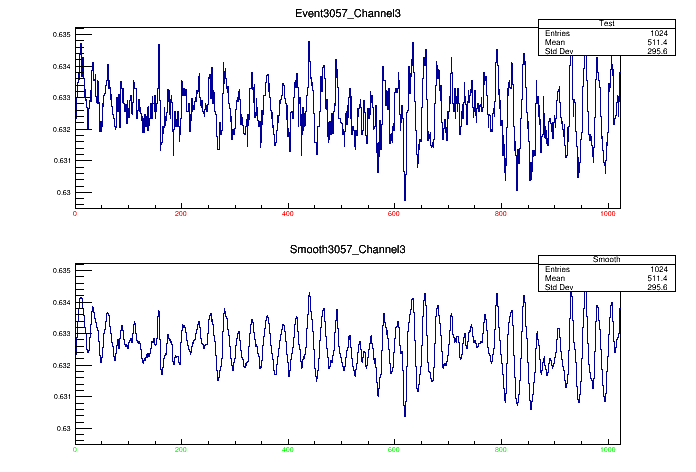 Event3057_Channel3
Test
Entries 1024
Mean 511.4
Std Dev 295.6
0.635
0.634
0.633
0.632
0.631
0.63
0 200 400 600 800 1000
Smooth3057_Channel3
Smooth
Entries 1024
Mean 511.4
Std Dev 295.6
0.635
0.634
0.633
0.632
0.631
0.63
0 200 400 600 800 1000